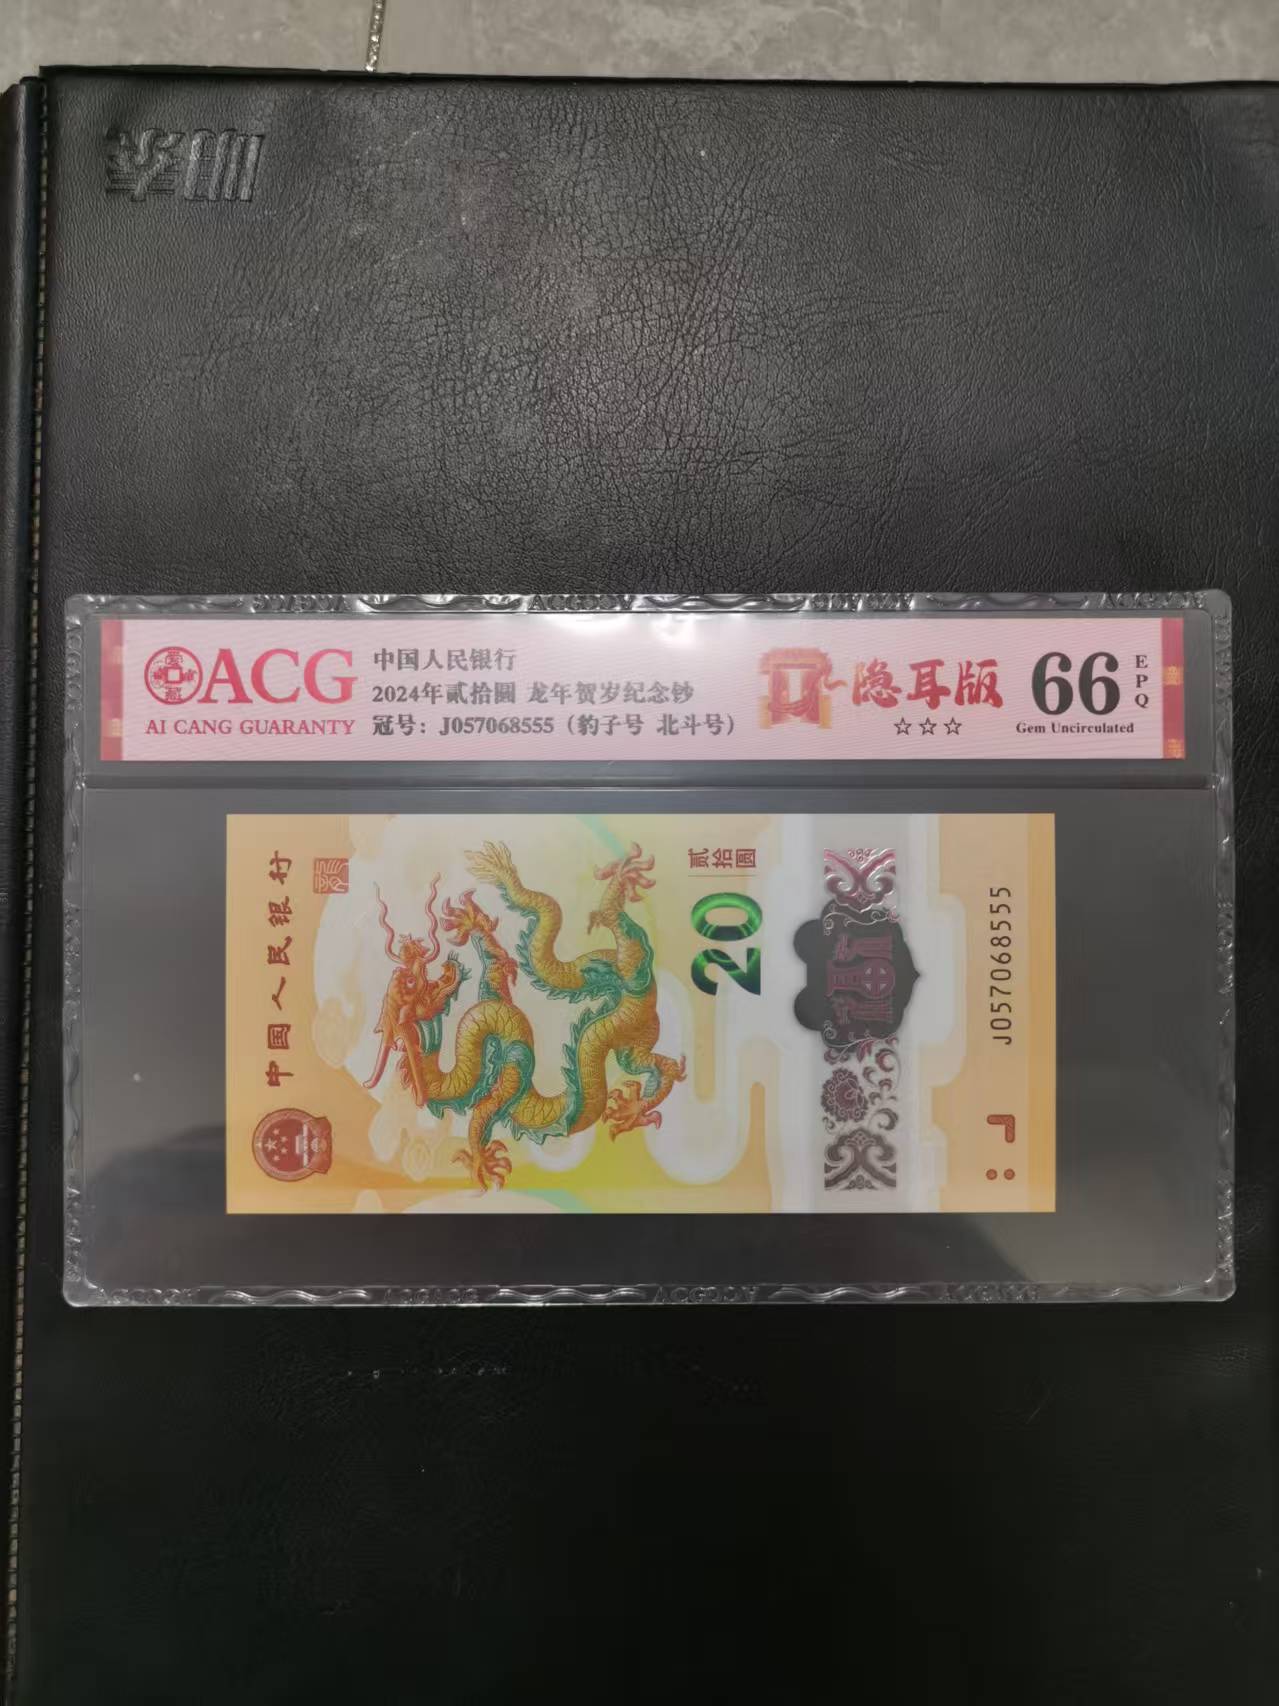 ACG
AI CANG GUARANTY
中国人民银行
2024年贰拾圆 龙年贺岁纪念钞
冠号：J057068555（豹子号 北斗号）
隐耳版
☆☆☆
66
EPQ
Gem Uncirculated
中国人民银行
贰拾圆
20
J057068555